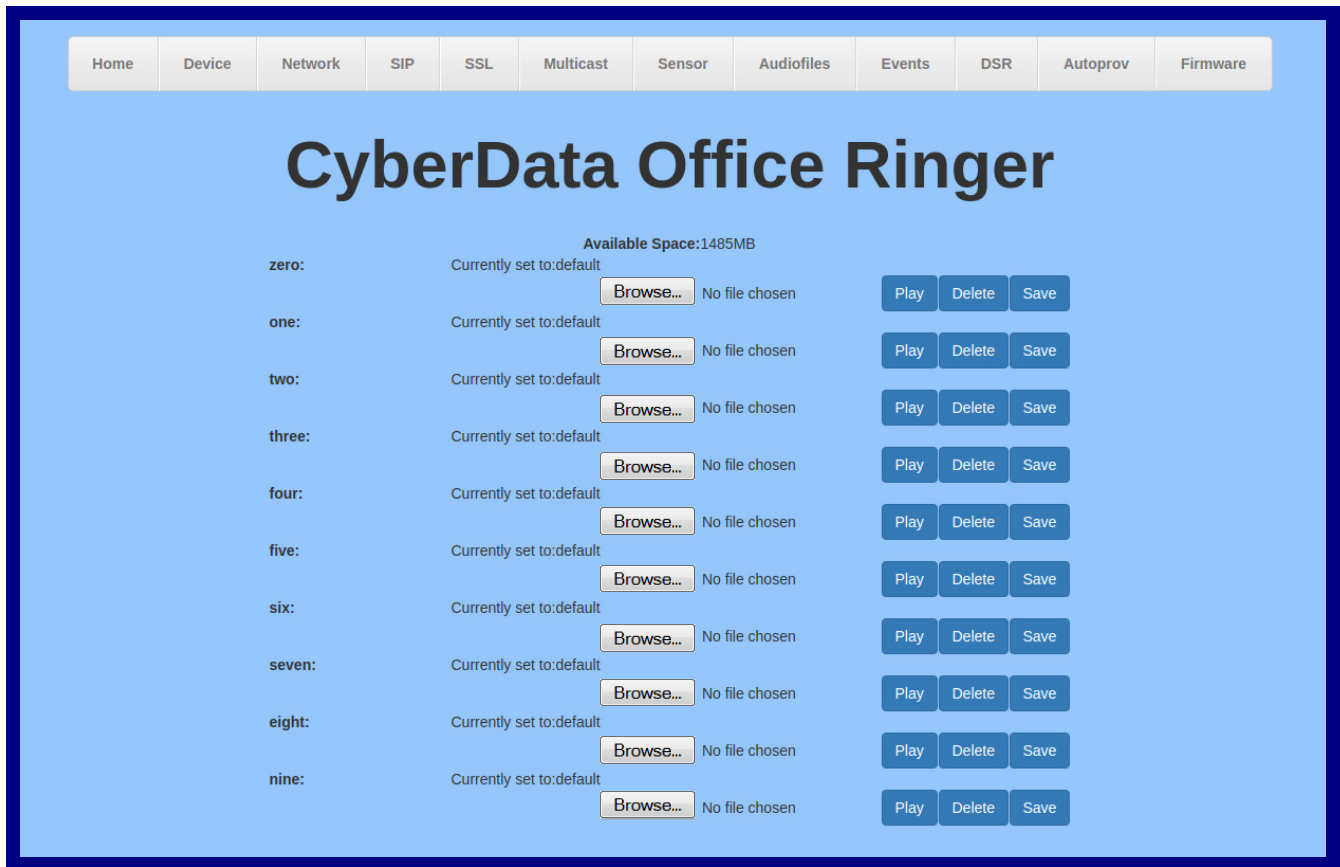 Home Device Network SIP SSL Multicast Sensor Audiofiles Events DSR Autoprov Firmware
CyberData Office Ringer
Available Space:1485MB
zero: Currently set to:default
Browse... No file chosen Play Delete Save
one: Currently set to:default
Browse... No file chosen Play Delete Save
two: Currently set to:default
Browse... No file chosen Play Delete Save
three: Currently set to:default
Browse... No file chosen Play Delete Save
four: Currently set to:default
Browse... No file chosen Play Delete Save
five: Currently set to:default
Browse... No file chosen Play Delete Save
six: Currently set to:default
Browse... No file chosen Play Delete Save
seven: Currently set to:default
Browse... No file chosen Play Delete Save
eight: Currently set to:default
Browse... No file chosen Play Delete Save
nine: Currently set to:default
Browse... No file chosen Play Delete Save